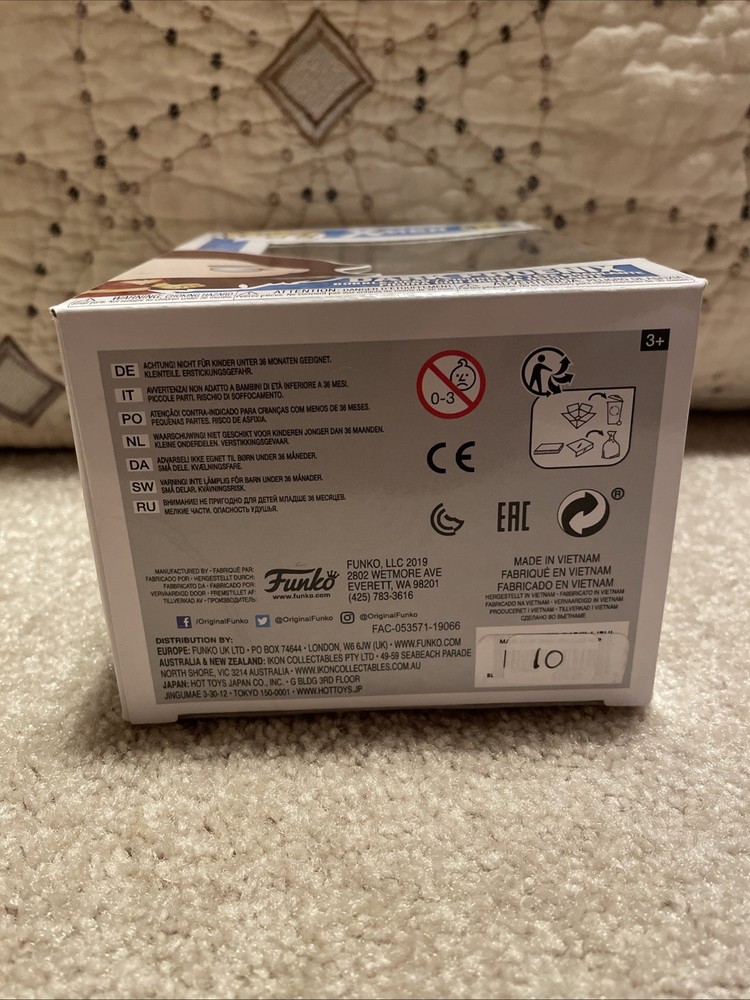 X-MEN
DARK PHOENIX
WARNING: CHOKING HAZARD
3+
DE ACHTUNG! NICHT FÜR KINDER UNTER 36 MONATEN GEEIGNET.
KLEINTEILE. ERSTICKUNGSGEFAHR.
IT AVVERTENZA! NON ADATTO A BAMBINI DI ETÀ INFERIORE A 36 MESI.
PICCOLE PARTI. RISCHIO DI SOFFOCAMENTO.
PO ATENÇÃO! CONTRA-INDICADO PARA CRIANÇAS COM MENOS DE 36 MESES.
PEQUENAS PARTES. RISCO DE ASFIXIA.
NL WAARSCHUWING! NIET GESCHIKT VOOR KINDEREN JONGER DAN 36 MAANDEN.
KLEINE ONDERDELEN. VERSTIKKINGSGEVAAR.
DA ADVARSEL! IKKE EGNET TIL BØRN UNDER 36 MÅNEDER.
SMÅ DELE. KVÆLNINGSFARE.
SW VARNING! INTE LÄMPLIG FÖR BARN UNDER 36 MÅNADER.
SMÅ DELAR. KVÄVNINGSRISK.
RU ВНИМАНИЕ! НЕ ПРИГОДНО ДЛЯ ДЕТЕЙ МЛАДШЕ 36 МЕСЯЦЕВ.
МЕЛКИЕ ЧАСТИ. ОПАСНОСТЬ УДУШЬЯ.
0-3
CE
EAC
®
MANUFACTURED BY • FABRIQUÉ PAR:
FABRICADO POR • HERGESTELLT DURCH:
FABBRICATO DA • FABRICADO POR:
VERVAARDIGD DOOR • FREMSTILLET AF:
TILLVERKAD AV • ПРОИЗВОДИТЕЛЬ:
Funko
www.funko.com
FUNKO, LLC 2019
2802 WETMORE AVE
EVERETT, WA 98201
(425) 783-3616
/OriginalFunko @OriginalFunko @OriginalFunko
FAC-053571-19066
MADE IN VIETNAM
FABRIQUÉ EN VIETNAM
FABRICADO EN VIETNAM
HERGESTELLT IN VIETNAM • FABBRICATO IN VIETNAM
FABRICADO NA VIETNAM • VERVAARDIGD IN VIETNAM
PRODUCERET I VIETNAM • TILLVERKAD I VIETNAM
СДЕЛАНО ВО ВЬЕТНАМЕ
DISTRIBUTION BY:
EUROPE: FUNKO UK LTD • PO BOX 74644 • LONDON, W6 6JW (UK) • WWW.FUNKO.COM
AUSTRALIA & NEW ZEALAND: IKON COLLECTABLES PTY LTD • 49-59 SEABEACH PARADE
NORTH SHORE, VIC 3214 AUSTRALIA • WWW.IKONCOLLECTABLES.COM.AU
JAPAN: HOT TOYS JAPAN CO., INC. • G BLDG 3RD FLOOR
JINGUMAE 3-30-12 • TOKYO 150-0001 • WWW.HOTTOYS.JP
10